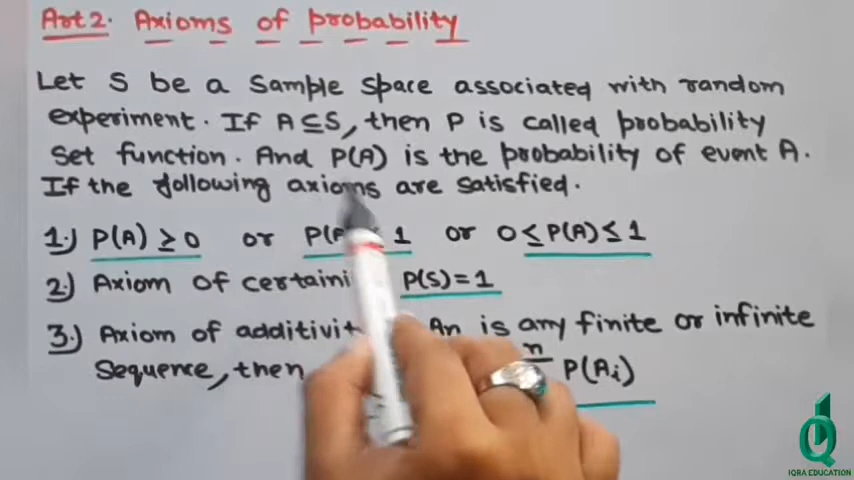 Art 2. Axioms of probability
Let S be a Sample space associated with random
experiment. If A⊆S, then P is called probability
Set function. And P(A) is the probability of event A.
If the following axioms are satisfied.
1.) P(A) ≥ 0 or P( 1 or 0 ≤ P(A) ≤ 1
2.) Axiom of P(S)=1
3.) Axiom of An is any finite or infinite
Sequence, then n P(Ai)
IQRA EDUCATION